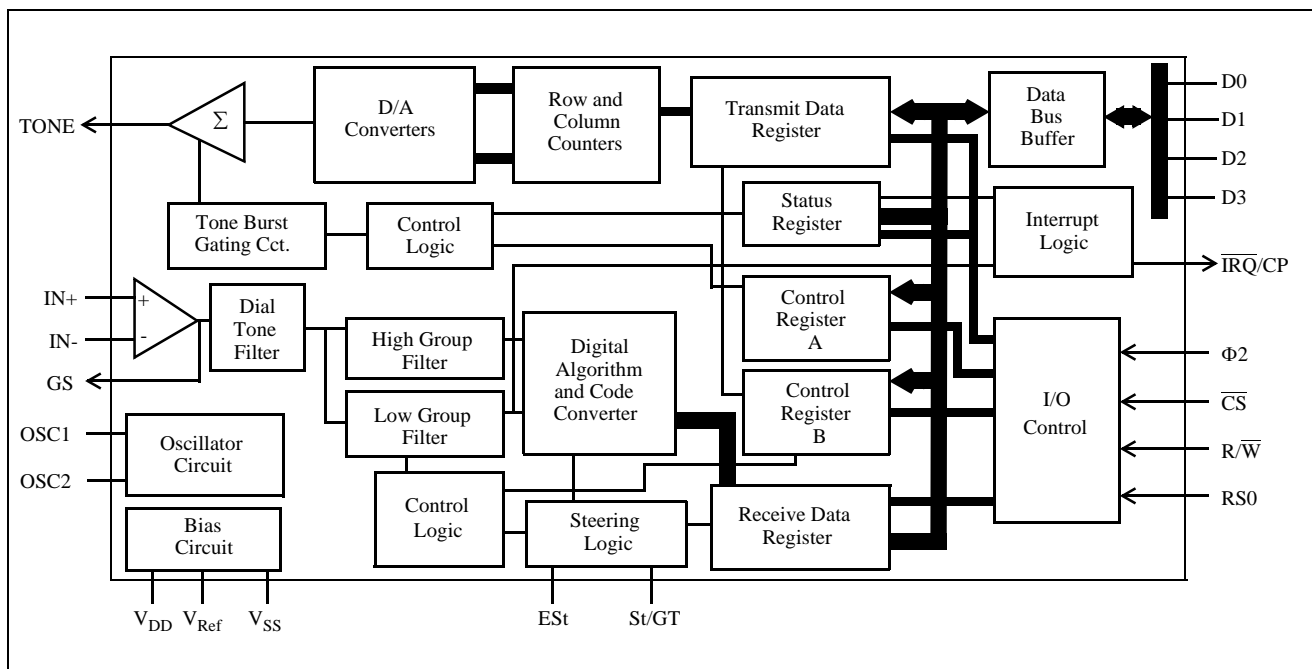 TONE
Σ
D/A
Converters
Row and
Column
Counters
Transmit Data
Register
Data
Bus
Buffer
D0
D1
D2
D3
Tone Burst
Gating Cct.
Control
Logic
Status
Register
Interrupt
Logic
I̅R̅Q̅/CP
IN+
IN-
GS
+
-
Dial
Tone
Filter
High Group
Filter
Low Group
Filter
Digital
Algorithm
and Code
Converter
Control
Register
A
Control
Register
B
I/O
Control
Φ2
C̅S̅
R/W̅
RS0
OSC1
OSC2
Oscillator
Circuit
Bias
Circuit
Control
Logic
Steering
Logic
Receive Data
Register
VDD
VRef
VSS
ESt
St/GT